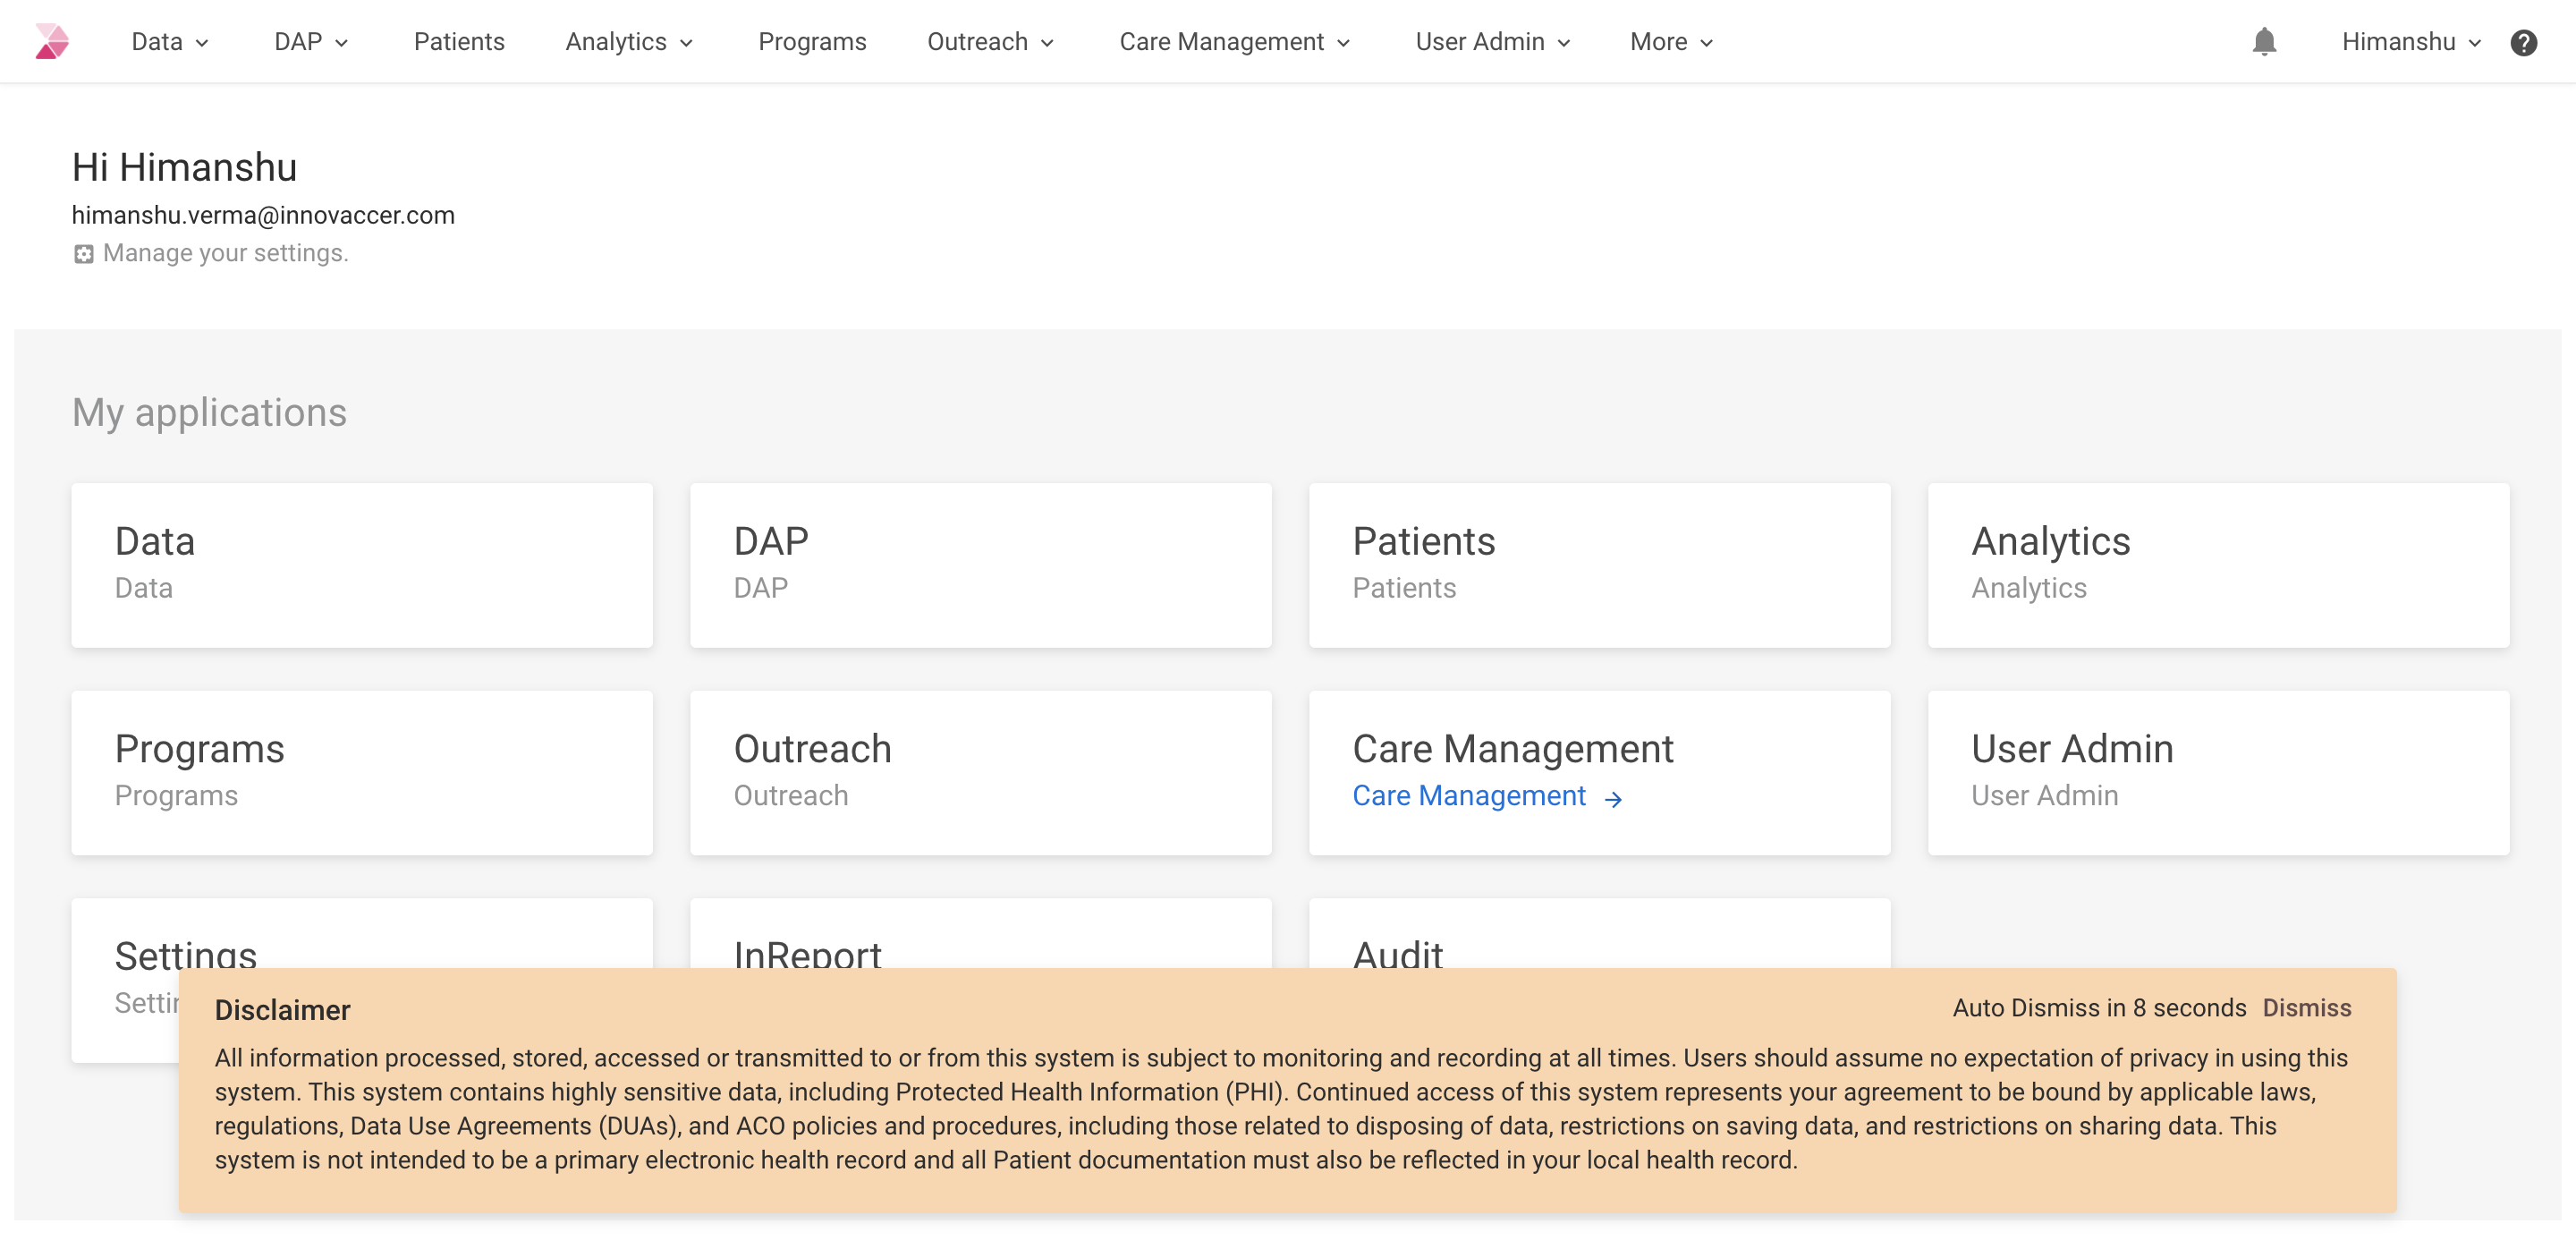 Data DAP Patients Analytics Programs Outreach Care Management User Admin More Himanshu
Hi Himanshu
himanshu.verma@innovaccer.com
Manage your settings.
My applications
Data
Data
DAP
DAP
Patients
Patients
Analytics
Analytics
Programs
Programs
Outreach
Outreach
Care Management
Care Management
User Admin
User Admin
Settings
InReport
Audit
Disclaimer
Auto Dismiss in 8 seconds Dismiss
All information processed, stored, accessed or transmitted to or from this system is subject to monitoring and recording at all times. Users should assume no expectation of privacy in using this
system. This system contains highly sensitive data, including Protected Health Information (PHI). Continued access of this system represents your agreement to be bound by applicable laws,
regulations, Data Use Agreements (DUAs), and ACO policies and procedures, including those related to disposing of data, restrictions on saving data, and restrictions on sharing data. This
system is not intended to be a primary electronic health record and all Patient documentation must also be reflected in your local health record.